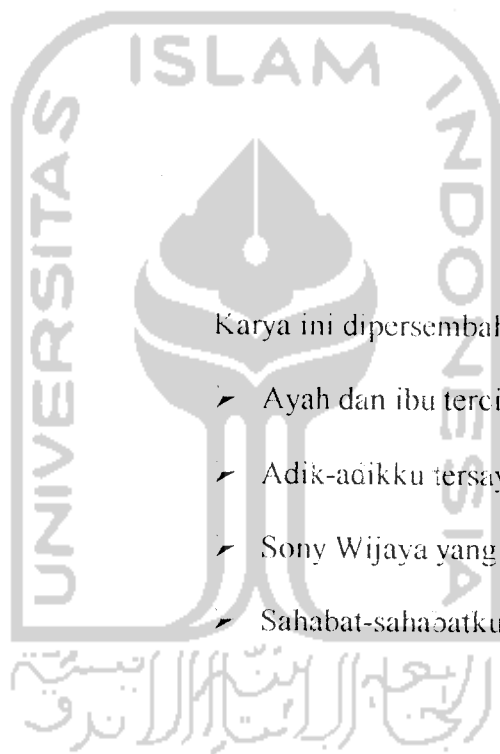 UNIVERSITAS ISLAM INDONESIA
Karya ini dipersembah
Ayah dan ibu terci
Adik-adikku tersay
Sony Wijaya yang
Sahabat-sahabatku